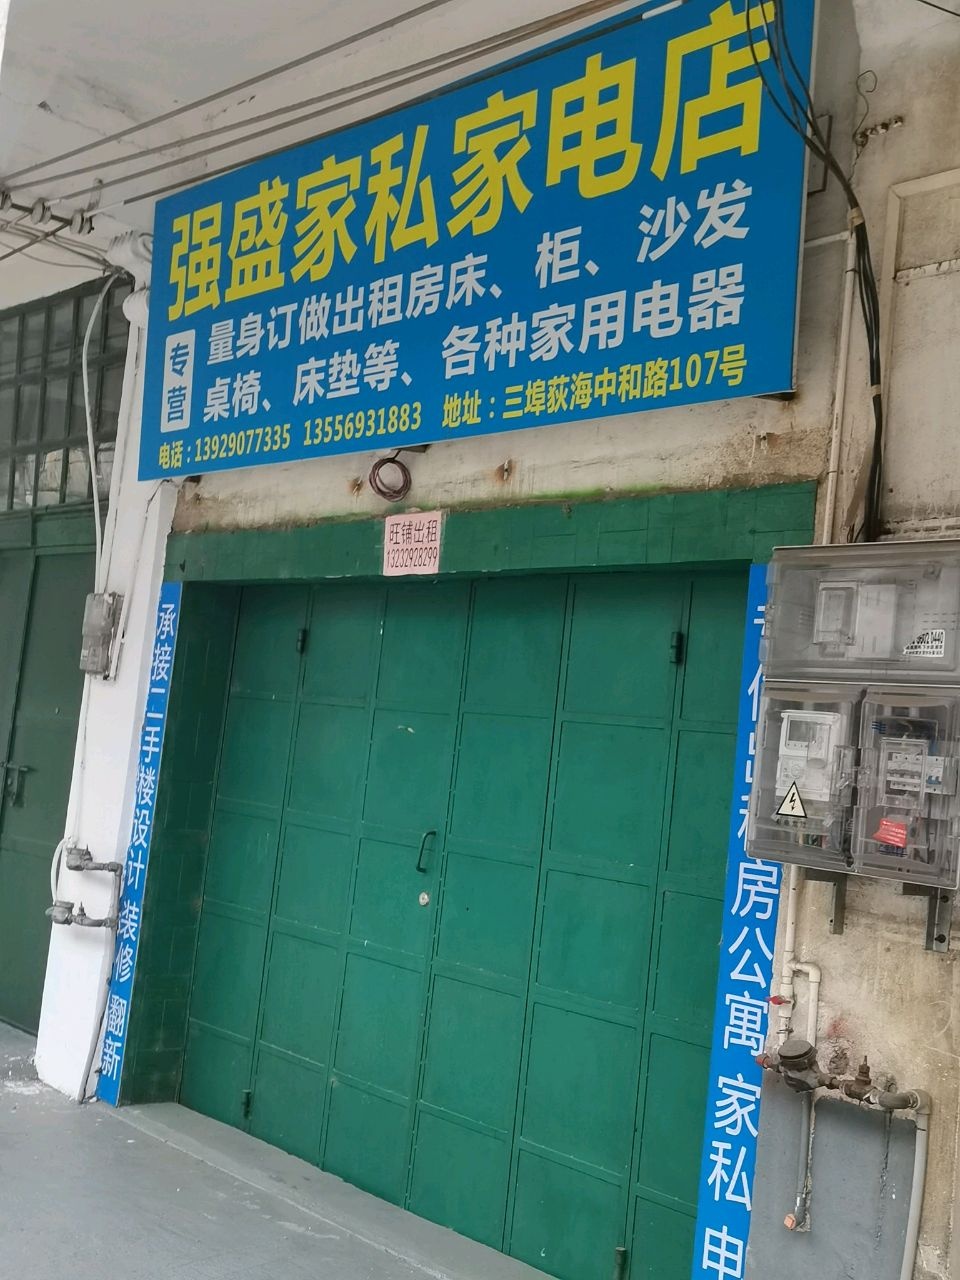 强盛家私家电店
专营
量身订做出租房床、柜、沙发
桌椅、床垫等、各种家用电器
电话：13929077335 13556931883 地址：三埠荻海中和路107号
旺铺出租
13232928299
承接二手楼设计 装修 翻新
房公寓 家私 电